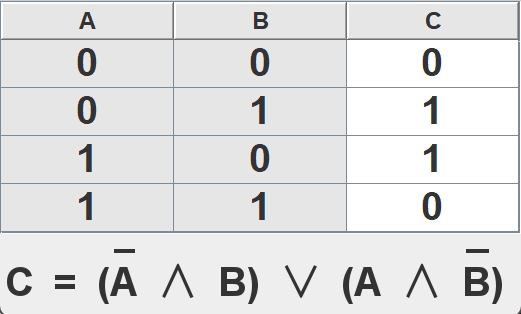 A B C
0 0 0
0 1 1
1 0 1
1 1 0
C = (A̅ ∧ B) ∨ (A ∧ B̅)